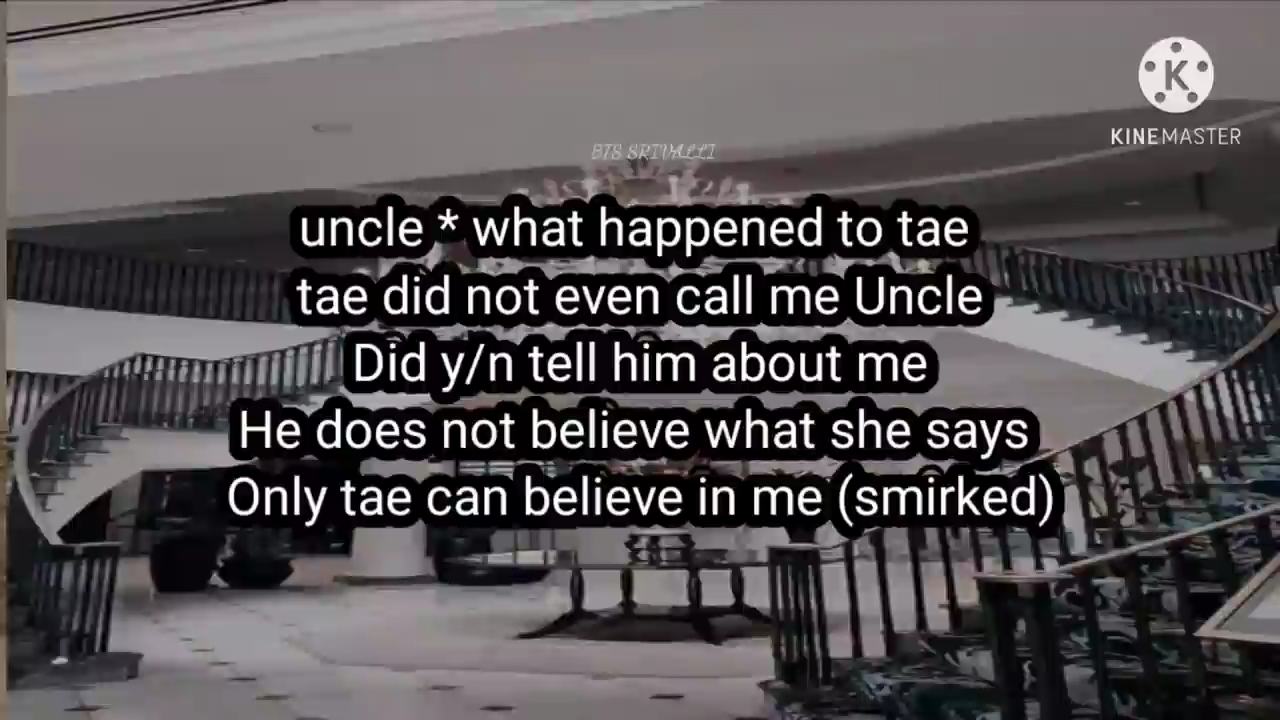 K
KINEMASTER
BTS SRIVALLI
uncle * what happened to tae
tae did not even call me Uncle
Did y/n tell him about me
He does not believe what she says
Only tae can believe in me (smirked)